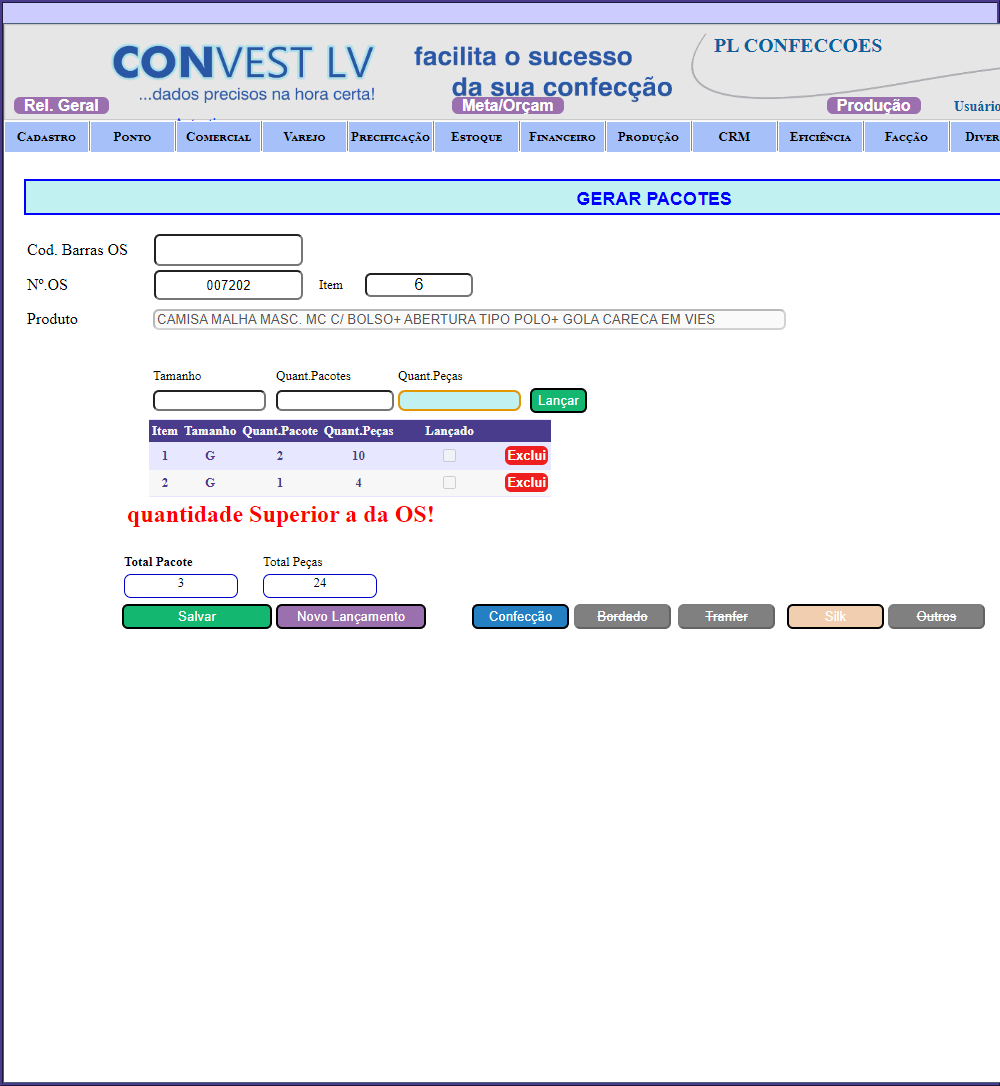 CONVEST LV
...dados precisos na hora certa!
facilita o sucesso
da sua confecção
PL CONFECCOES
Rel. Geral
Meta/Orçam
Produção
Usuário
Cadastro Ponto Comercial Varejo Precificação Estoque Financeiro Produção CRM Eficiência Facção Diver
GERAR PACOTES
Cod. Barras OS
Nº.OS 007202 Item 6
Produto CAMISA MALHA MASC. MC C/ BOLSO+ ABERTURA TIPO POLO+ GOLA CARECA EM VIES
Tamanho Quant.Pacotes Quant.Peças
Lançar
Item Tamanho Quant.Pacote Quant.Peças Lançado
1 G 2 10 Exclui
2 G 1 4 Exclui
quantidade Superior a da OS!
Total Pacote Total Peças
3 24
Salvar Novo Lançamento Confecção Bordado Tranfer Silk Outros